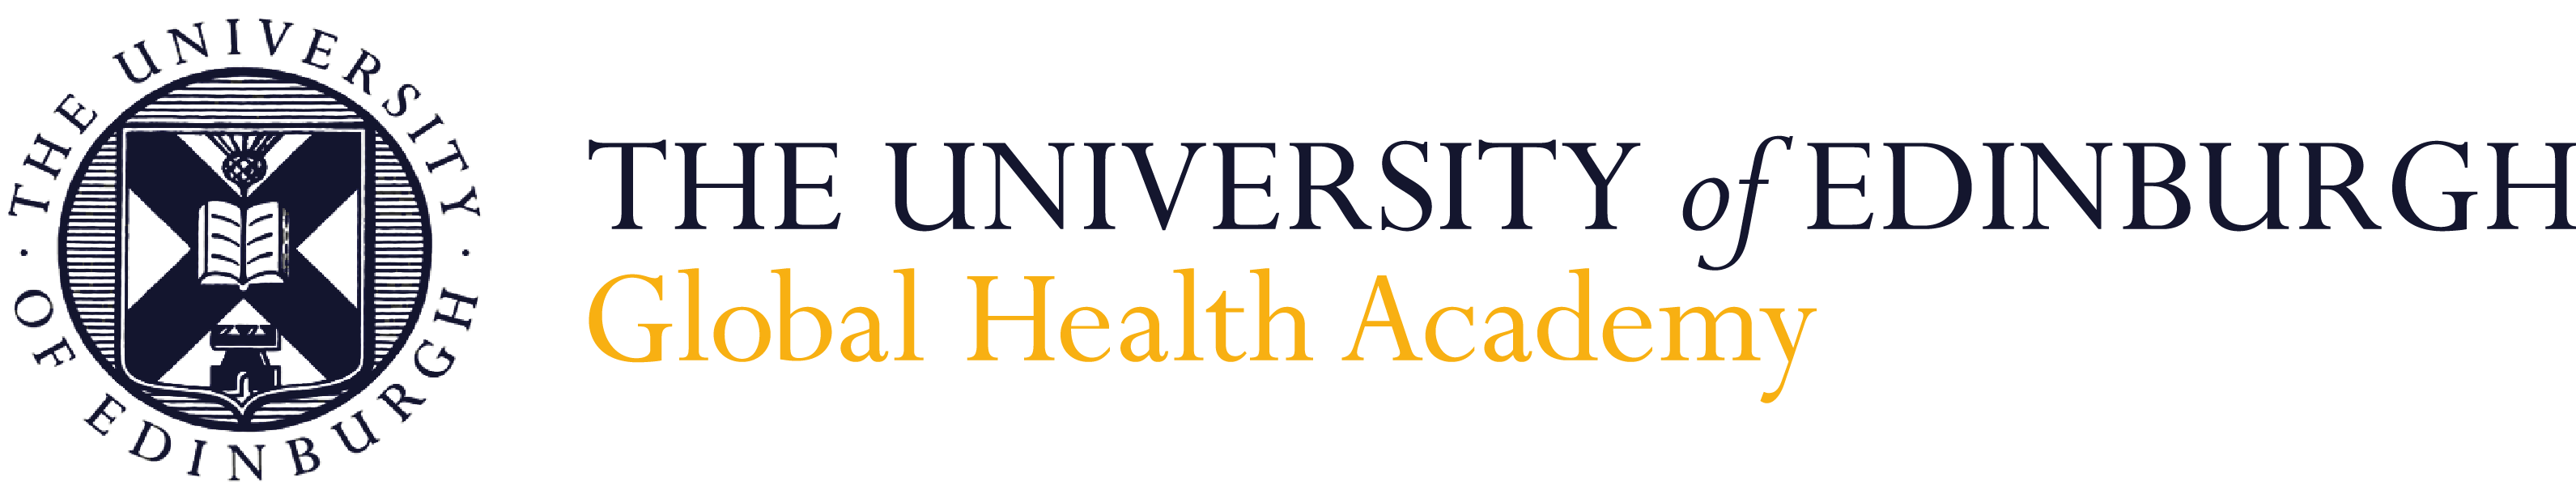 · THE UNIVERSITY · OF EDINBURGH
THE UNIVERSITY of EDINBURGH
Global Health Academy